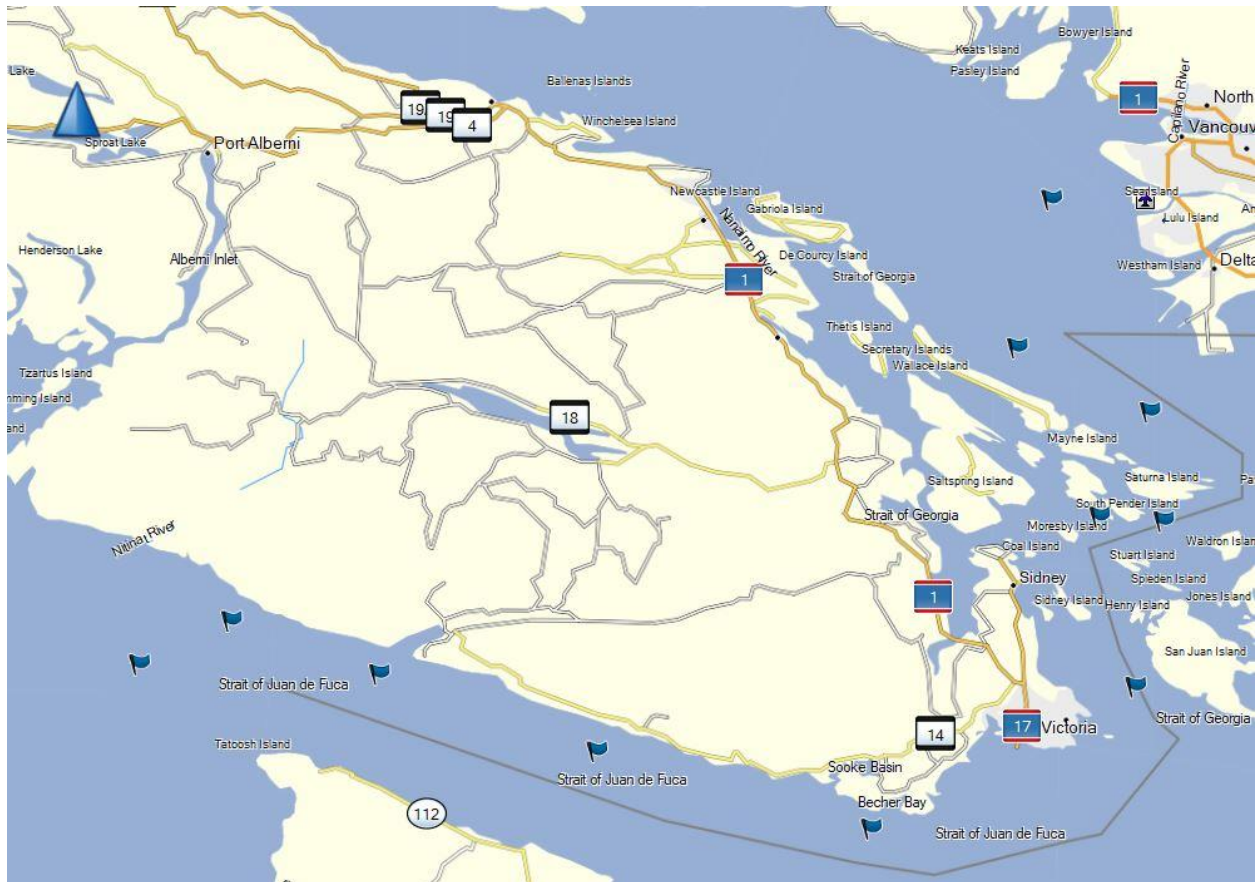 Bowyer Island
Keats Island
Pasley Island
Lake
Ballenas Islands
1
North
Capilano River
19
19
4
Winchelsea Island
Vancouv
Sproat Lake
Port Alberni
Newcastle Island
Sea Island
Gabriola Island
Lulu Island
Nanaimo River
Henderson Lake
Alberni Inlet
De Courcy Island
Westham Island
Delta
1
Strait of Georgia
Thetis Island
Secretary Islands
Wallace Island
Tzartus Island
mming Island
18
and
Mayne Island
Saltspring Island
Saturna Island
South Pender Island
Strait of Georgia
Moresby Island
Nitinat River
Coal Island
Waldron Islan
Stuart Island
Sidney
Spieden Island
1
Sidney Island
Henry Island
Jones Island
San Juan Island
Strait of Juan de Fuca
Strait of Georgia
14
17
Victoria
Tatoosh Island
Sooke Basin
Strait of Juan de Fuca
Becher Bay
112
Strait of Juan de Fuca